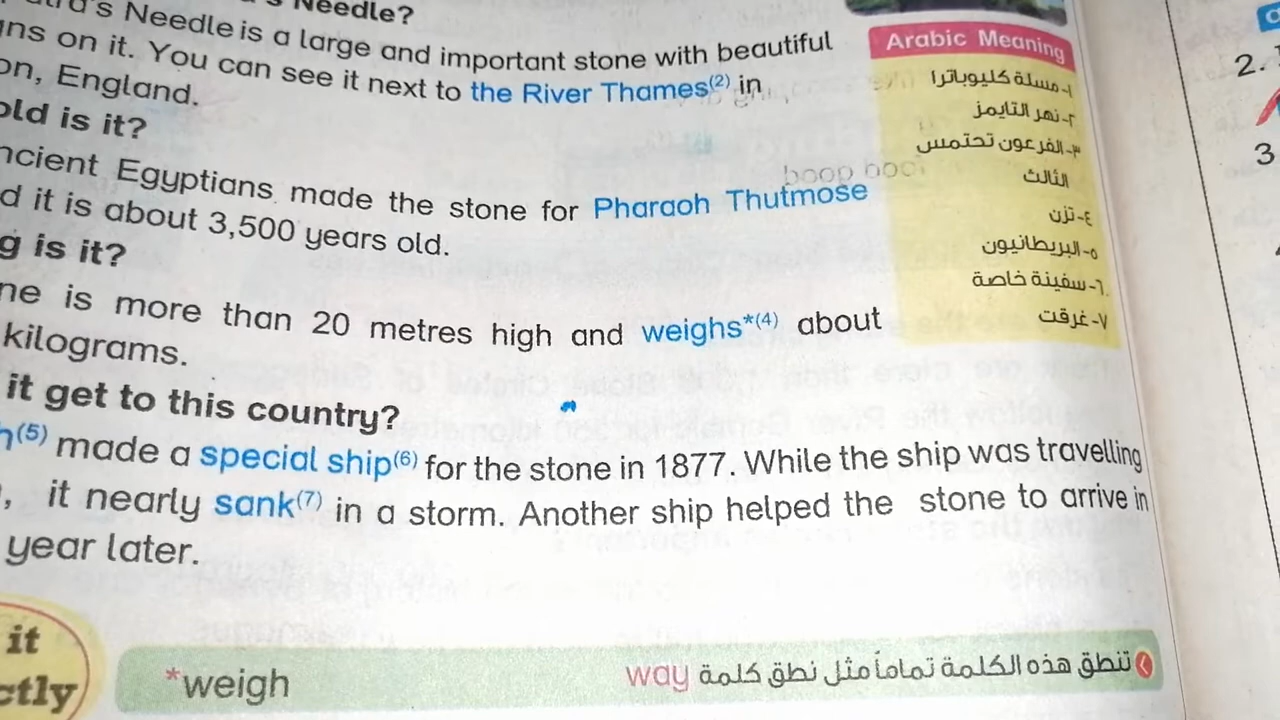 Needle?
Needle is a large and important stone with beautiful
on it. You can see it next to the River Thames(2) in
England.
old is it?
Egyptians made the stone for Pharaoh Thutmose
it is about 3,500 years old.
is it?
is more than 20 metres high and weighs*(4) about
kilograms.
it get to this country?
(5) made a special ship(6) for the stone in 1877. While the ship was travelling
, it nearly sank(7) in a storm. Another ship helped the stone to arrive in
year later.
it
*weigh
تنطق هذه الكلمة تماماً مثل نطق كلمة way
Arabic Meaning
١-مسلة كليوباترا
٢-نهر التايمز
٣-الفرعون تحتمس
الثالث
٤-تزن
٥-البريطانيون
٦-سفينة خاصة
٧-غرقت
2.
3